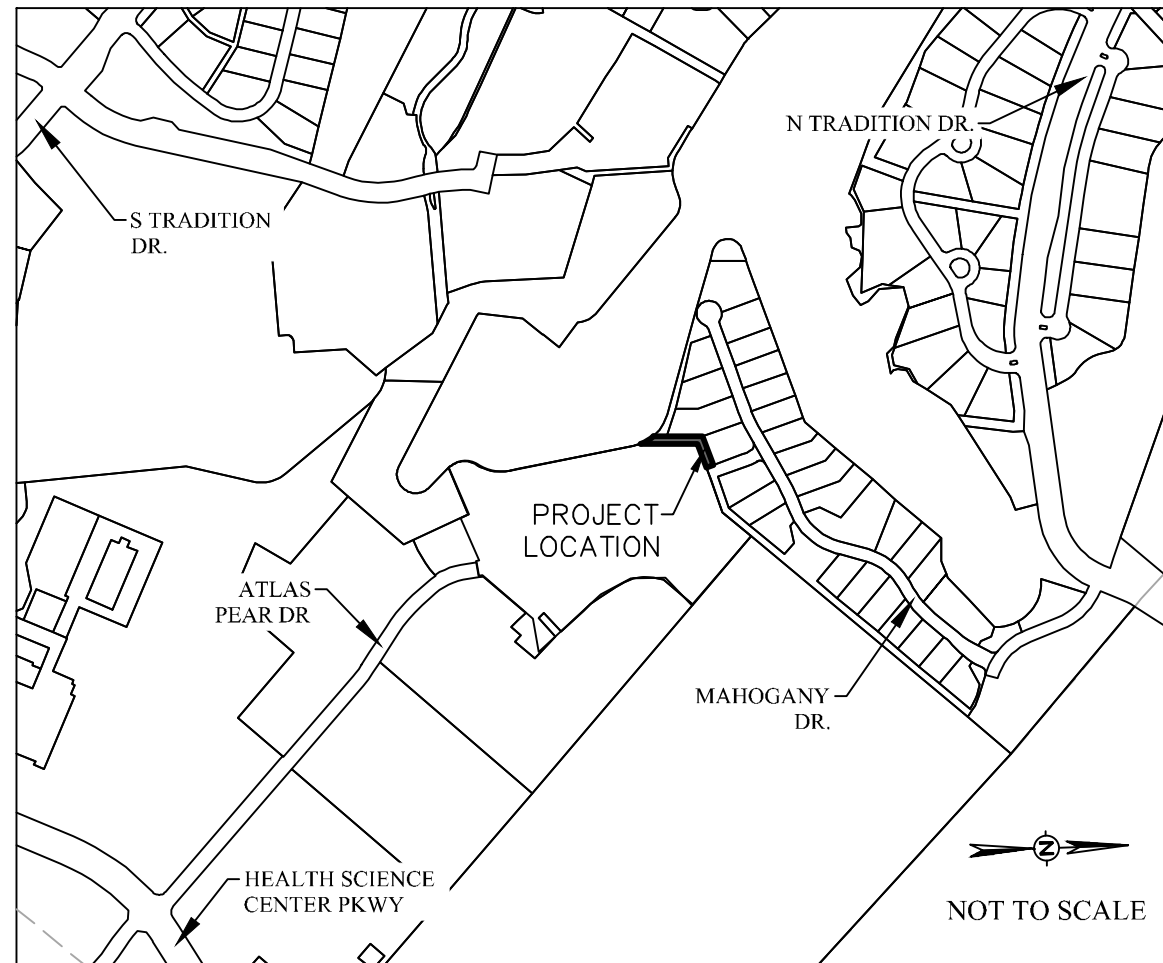 N TRADITION DR.
S TRADITION
DR.
PROJECT
LOCATION
ATLAS
PEAR DR
MAHOGANY
DR.
HEALTH SCIENCE
CENTER PKWY
N
NOT TO SCALE